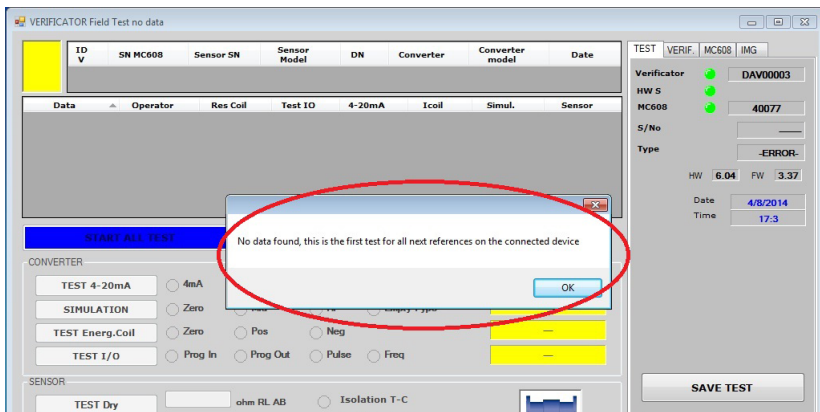 VERIFICATOR Field Test no data
ID V SN MC608 Sensor SN Sensor Model DN Converter Converter model Date
Data Operator Res Coil Test IO 4-20mA Icoil Simul. Sensor
START ALL TEST
No data found, this is the first test for all next references on the connected device
OK
CONVERTER
TEST 4-20mA 4mA
SIMULATION Zero
TEST Energ.Coil Zero Pos Neg —
TEST I/O Prog In Prog Out Pulse Freq —
SENSOR
TEST Dry ohm RL AB Isolation T-C
TEST VERIF. MC608 IMG
Verificator DAV00003
HW S
MC608 40077
S/No
Type -ERROR-
HW 6.04 FW 3.37
Date 4/8/2014
Time 17:3
SAVE TEST